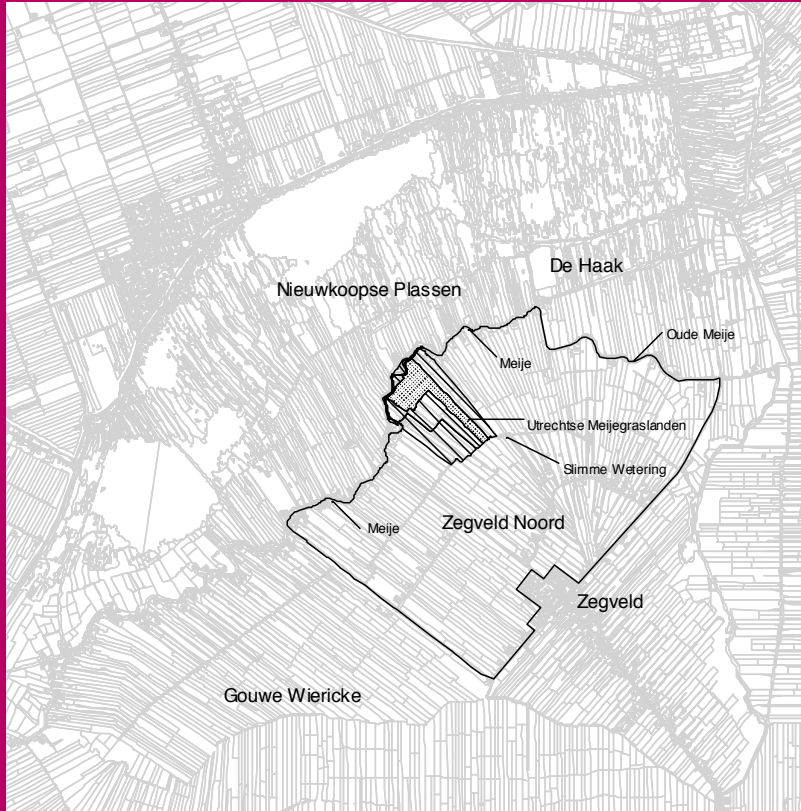 De Haak
Nieuwkoopse Plassen
Oude Meije
Meije
Utrechtse Meijegraslanden
Slimme Wetering
Zegveld Noord
Meije
Zegveld
Gouwe Wiericke